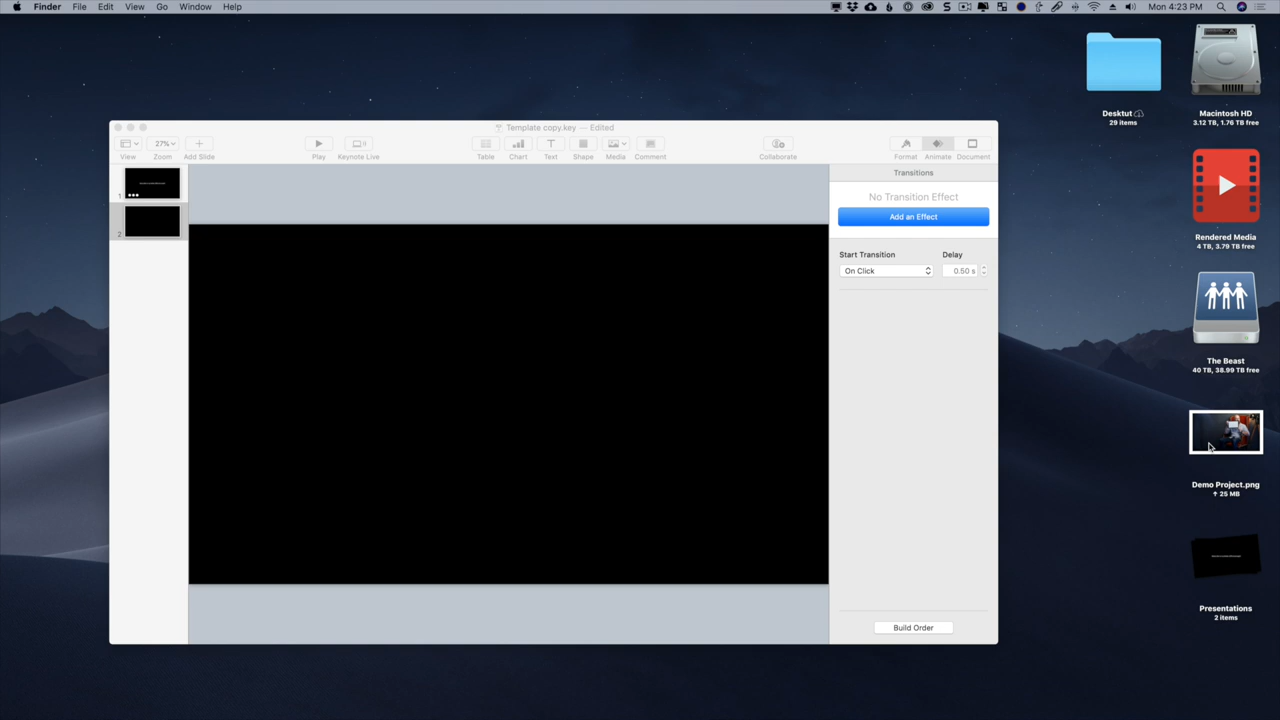 Finder File Edit View Go Window Help
Mon 4:23 PM
Template copy.key — Edited
27%
View Zoom Add Slide Play Keynote Live Table Chart Text Shape Media Comment Collaborate Format Animate Document
1
2
Transitions
No Transition Effect
Add an Effect
Start Transition Delay
On Click 0.50 s
Build Order
Desktut
29 items
Macintosh HD
3.12 TB, 1.76 TB free
Rendered Media
4 TB, 3.79 TB free
The Beast
40 TB, 38.99 TB free
Demo Project.png
↑ 25 MB
Presentations
2 items